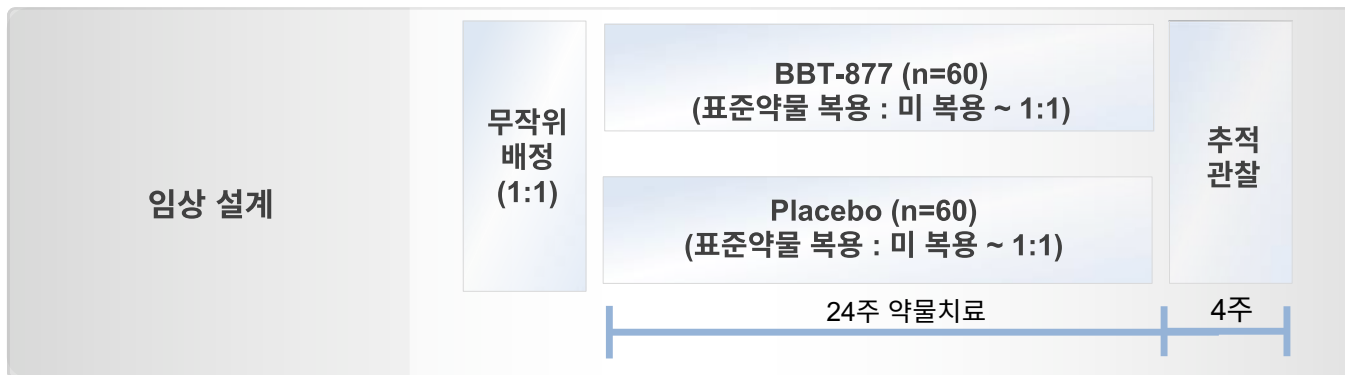 임상 설계
무작위
배정
(1:1)
BBT-877 (n=60)
(표준약물 복용 : 미 복용 ~ 1:1)
Placebo (n=60)
(표준약물 복용 : 미 복용 ~ 1:1)
추적
관찰
24주 약물치료
4주